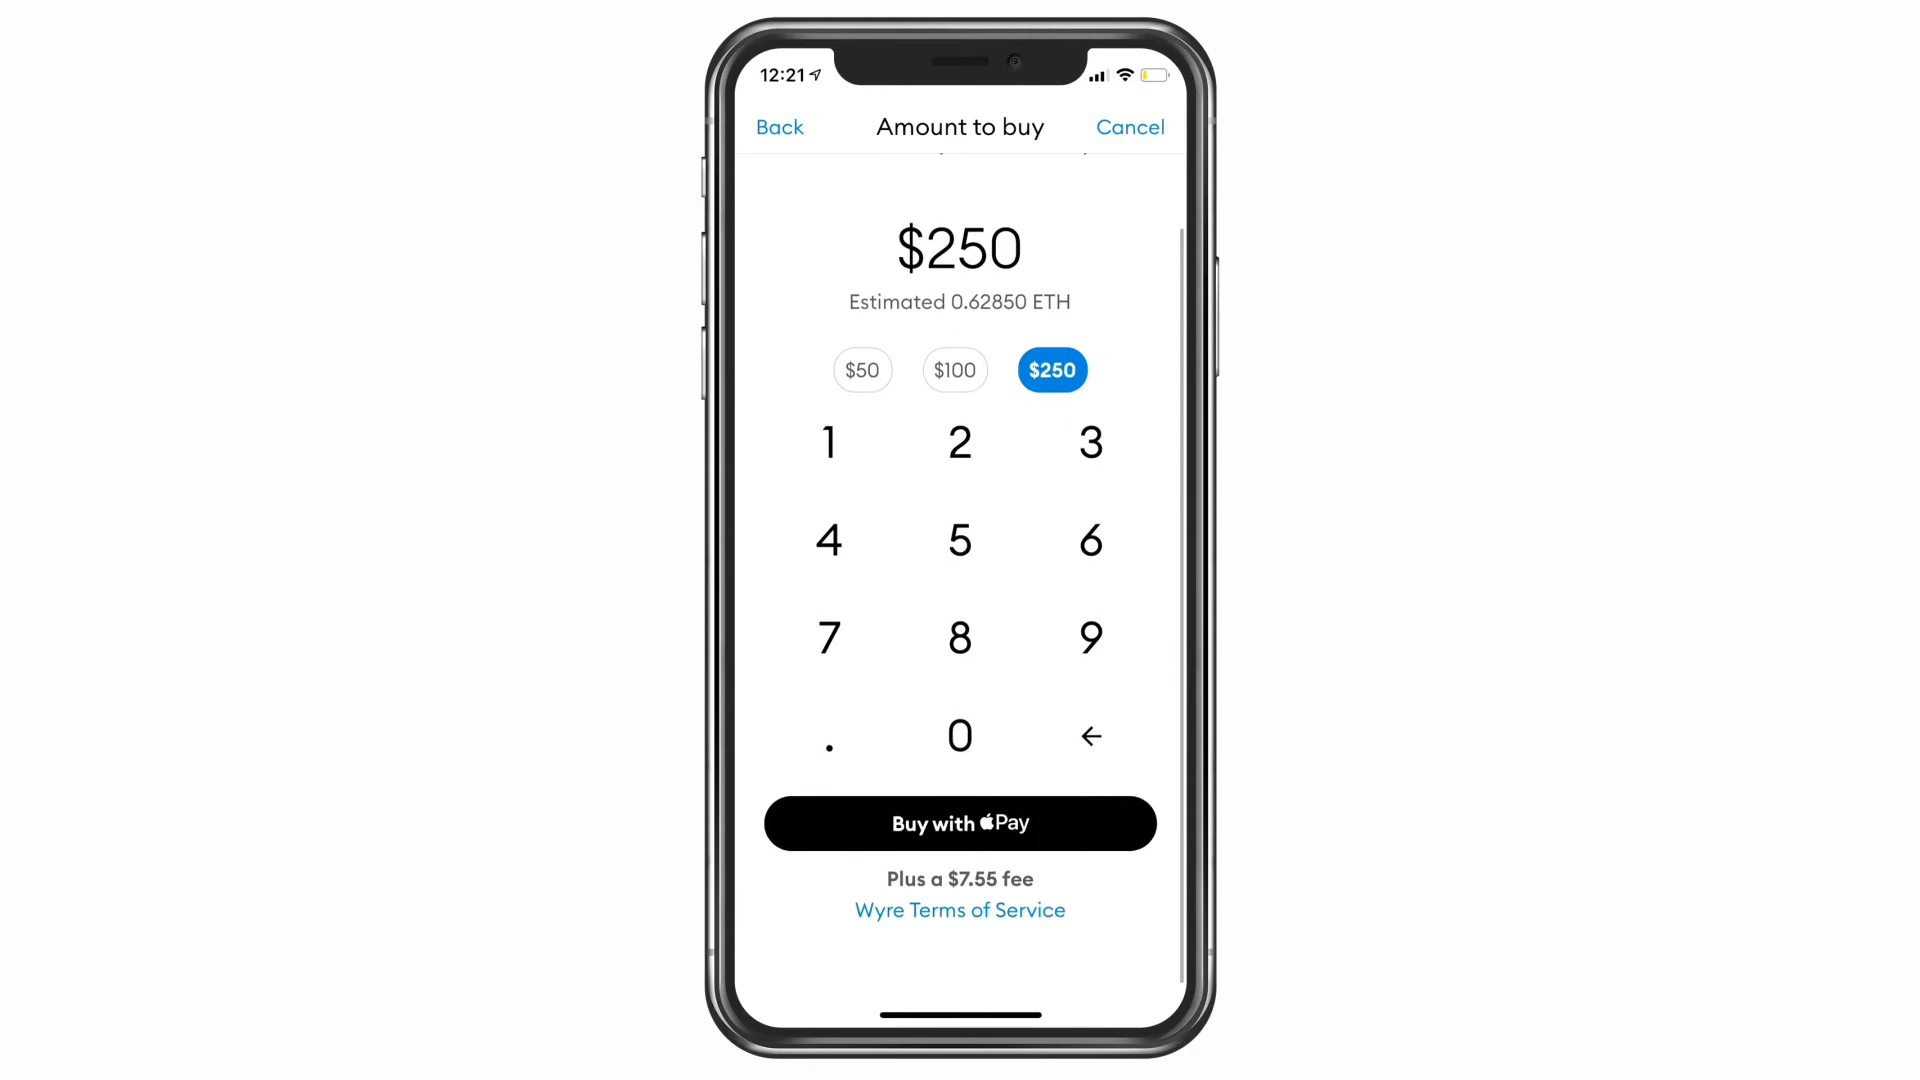 12:21
Back Amount to buy Cancel
$250
Estimated 0.62850 ETH
$50 $100 $250
1 2 3
4 5 6
7 8 9
. 0 ←
Buy with Pay
Plus a $7.55 fee
Wyre Terms of Service